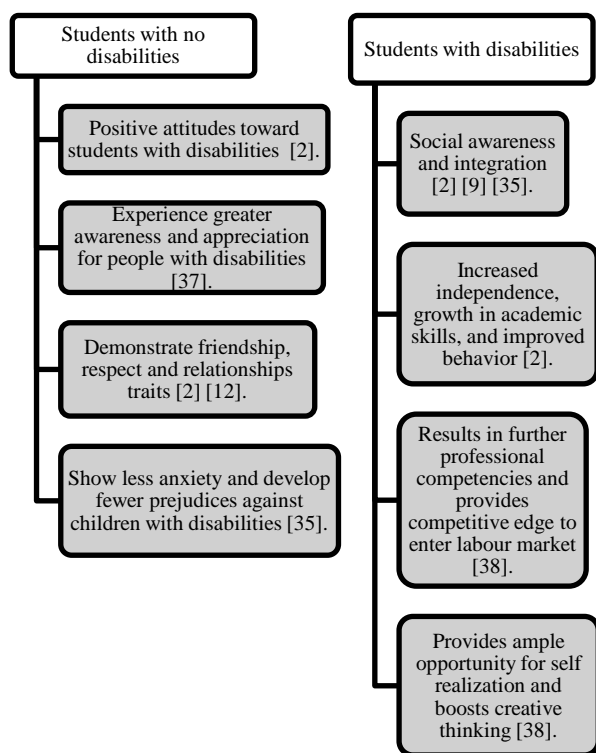 Students with no
disabilities
Positive attitudes toward
students with disabilities [2].
Experience greater
awareness and appreciation
for people with disabilities
[37].
Demonstrate friendship,
respect and relationships
traits [2] [12].
Show less anxiety and develop
fewer prejudices against
children with disabilities [35].
Students with disabilities
Social awareness
and integration
[2] [9] [35].
Increased
independence,
growth in academic
skills, and improved
behavior [2].
Results in further
professional
competencies and
provides
competitive edge to
enter labour market
[38].
Provides ample
opportunity for self
realization and
boosts creative
thinking [38].